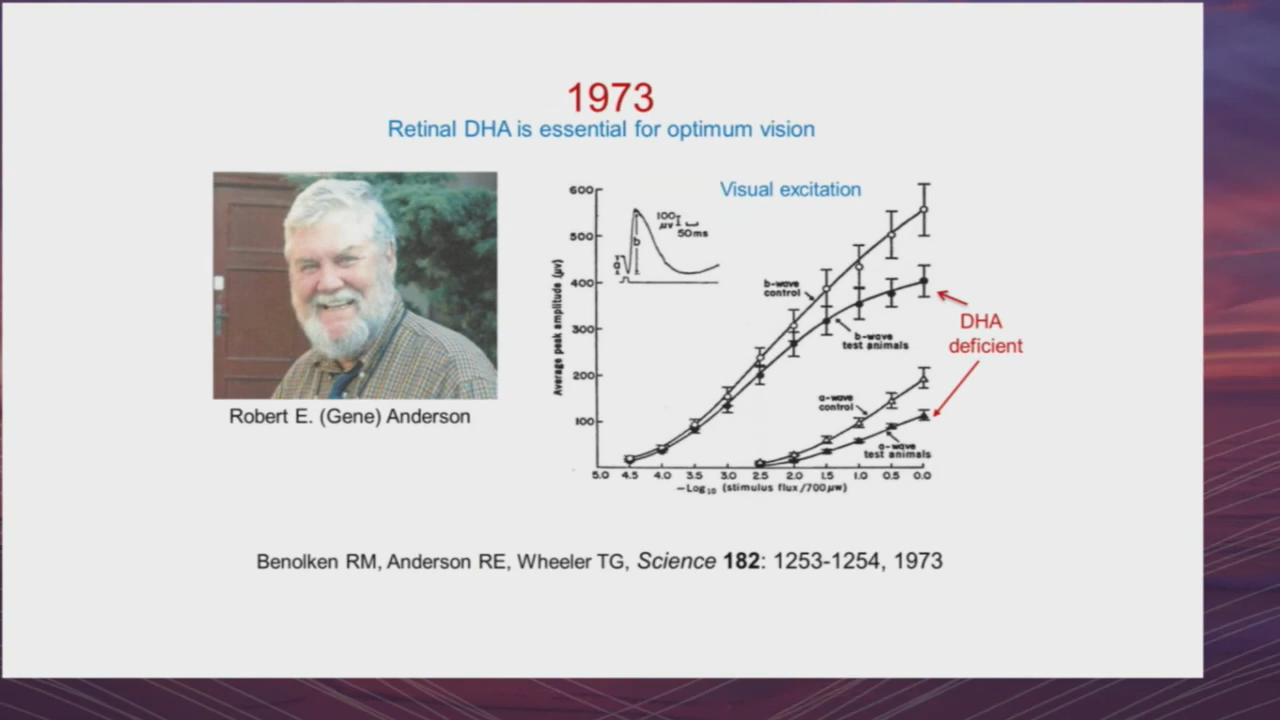 1973
Retinal DHA is essential for optimum vision
Robert E. (Gene) Anderson
Visual excitation
600
500
400
300
200
100
Average peak amplitude (μv)
100
μv
50ms
a
b
b-wave
control
b-wave
test animals
DHA
deficient
a-wave
control
a-wave
test animals
5.0 4.5 4.0 3.5 3.0 2.5 2.0 1.5 1.0 0.5 0.0
-Log10 (stimulus flux/700μw)
Benolken RM, Anderson RE, Wheeler TG, Science 182: 1253-1254, 1973